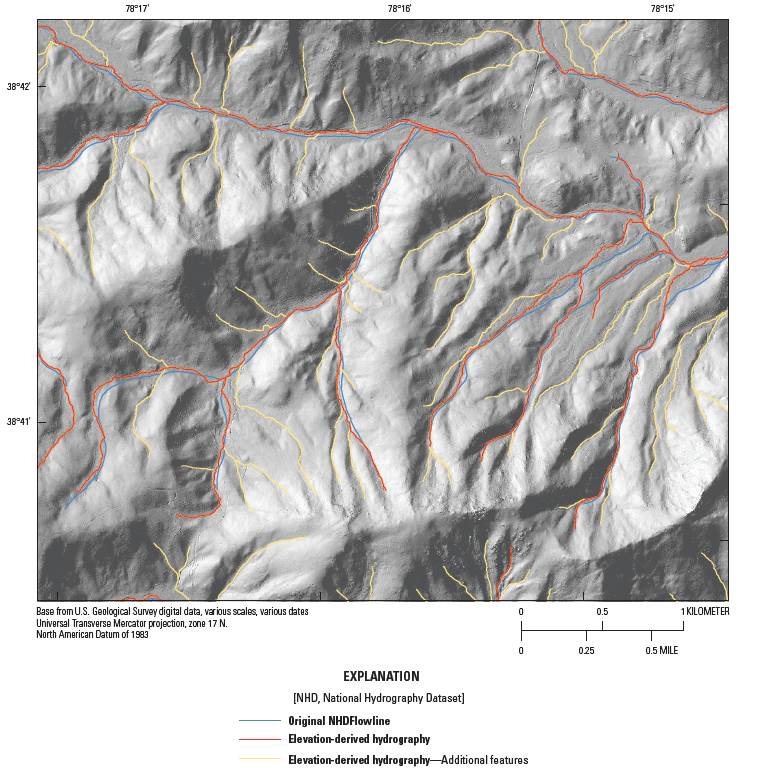 78°17′ 78°16′ 78°15′
38°42′
38°41′
Base from U.S. Geological Survey digital data, various scales, various dates
Universal Transverse Mercator projection, zone 17 N.
North American Datum of 1983
0 0.5 1 KILOMETER
0 0.25 0.5 MILE
EXPLANATION
[NHD, National Hydrography Dataset]
Original NHDFlowline
Elevation-derived hydrography
Elevation-derived hydrography—Additional features